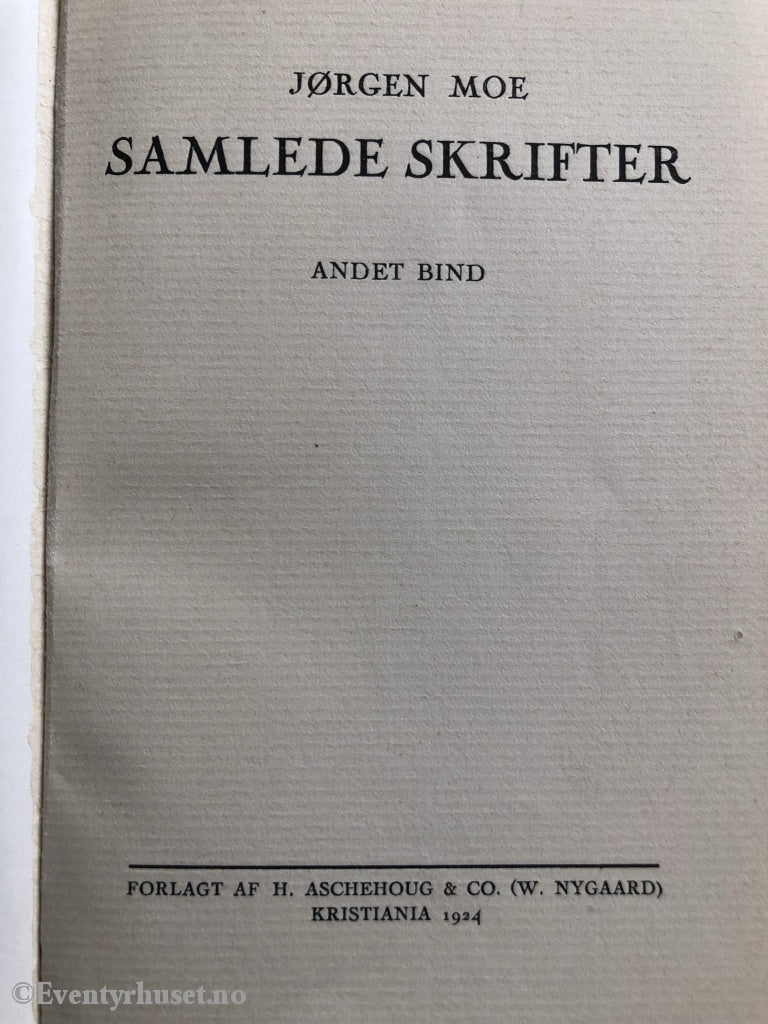 JØRGEN MOE
SAMLEDE SKRIFTER
ANDET BIND
FORLAGT AF H. ASCHEHOUG & CO. (W. NYGAARD)
KRISTIANIA 1924
©Eventyrhuset.no